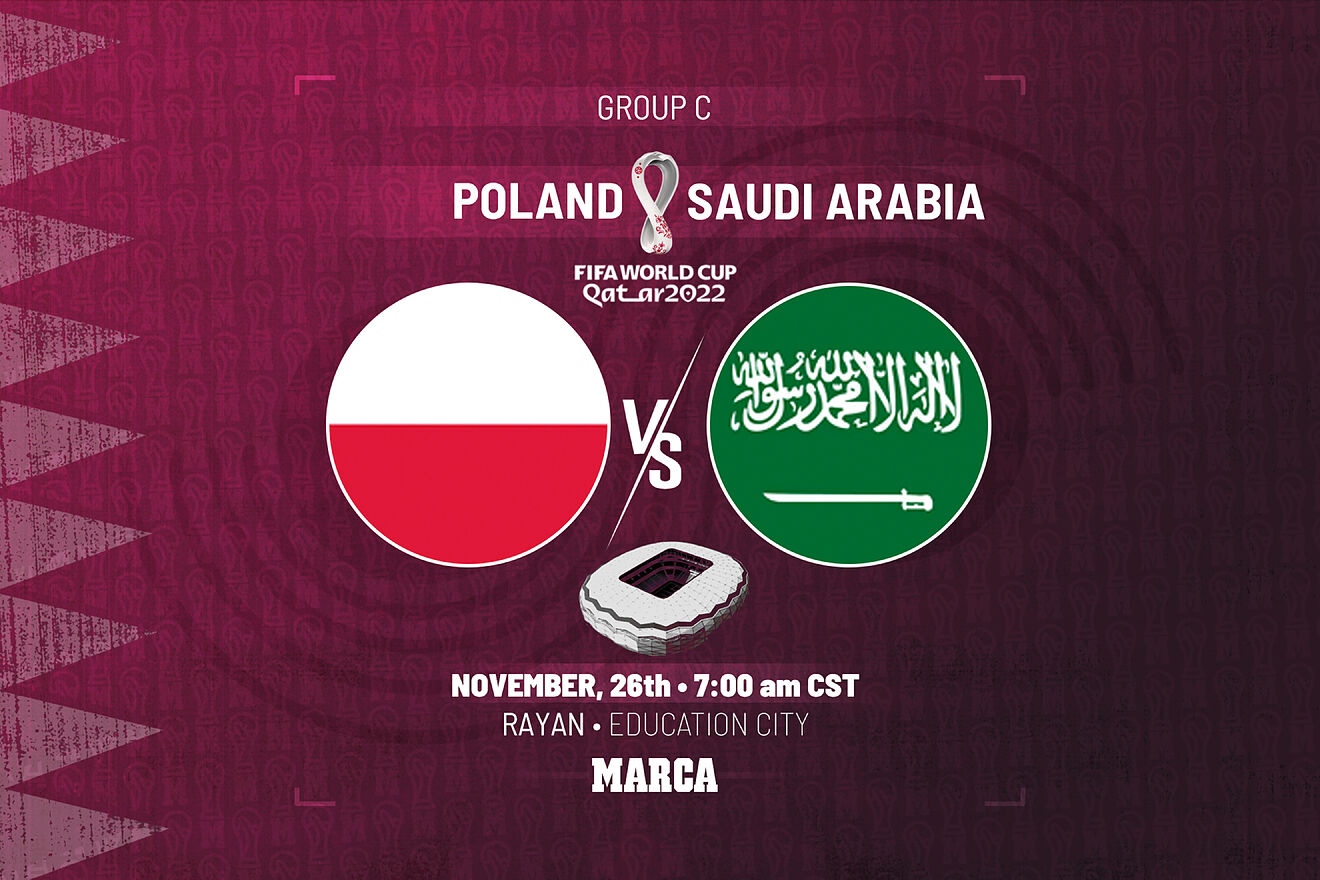 GROUP C
POLAND SAUDI ARABIA
FIFA WORLD CUP
Qatar2022
لا إله إلا الله محمد رسول الله
VS
NOVEMBER, 26th • 7:00 am CST
RAYAN • EDUCATION CITY
MARCA